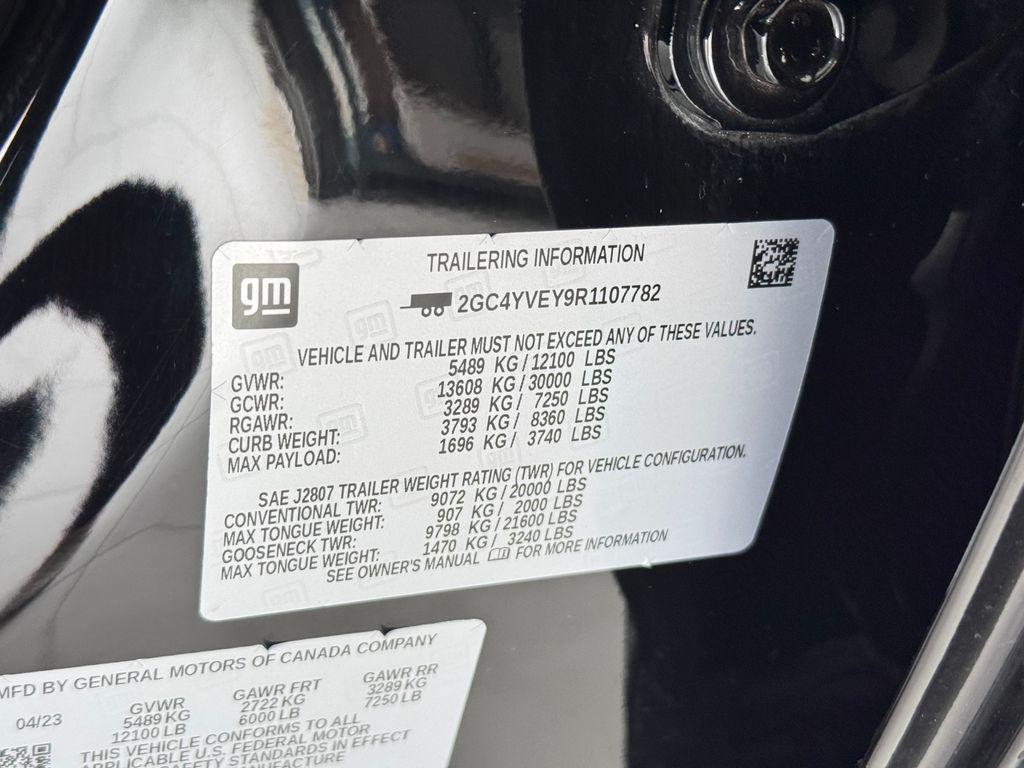 gm
TRAILERING INFORMATION
2GC4YVEY9R1107782
VEHICLE AND TRAILER MUST NOT EXCEED ANY OF THESE VALUES.
GVWR: 5489 KG / 12100 LBS
GCWR: 13608 KG / 30000 LBS
RGAWR: 3289 KG / 7250 LBS
CURB WEIGHT: 3793 KG / 8360 LBS
MAX PAYLOAD: 1696 KG / 3740 LBS
SAE J2807 TRAILER WEIGHT RATING (TWR) FOR VEHICLE CONFIGURATION.
CONVENTIONAL TWR: 9072 KG / 20000 LBS
MAX TONGUE WEIGHT: 907 KG / 2000 LBS
GOOSENECK TWR: 9798 KG / 21600 LBS
MAX TONGUE WEIGHT: 1470 KG / 3240 LBS
SEE OWNER'S MANUAL FOR MORE INFORMATION
MFD BY GENERAL MOTORS OF CANADA COMPANY
04/23 GVWR GAWR FRT GAWR RR
5489 KG 2722 KG 3289 KG
12100 LB 6000 LB 7250 LB
THIS VEHICLE CONFORMS TO ALL
APPLICABLE U.S. FEDERAL MOTOR
SAFETY STANDARDS IN EFFECT
MANUFACTURE